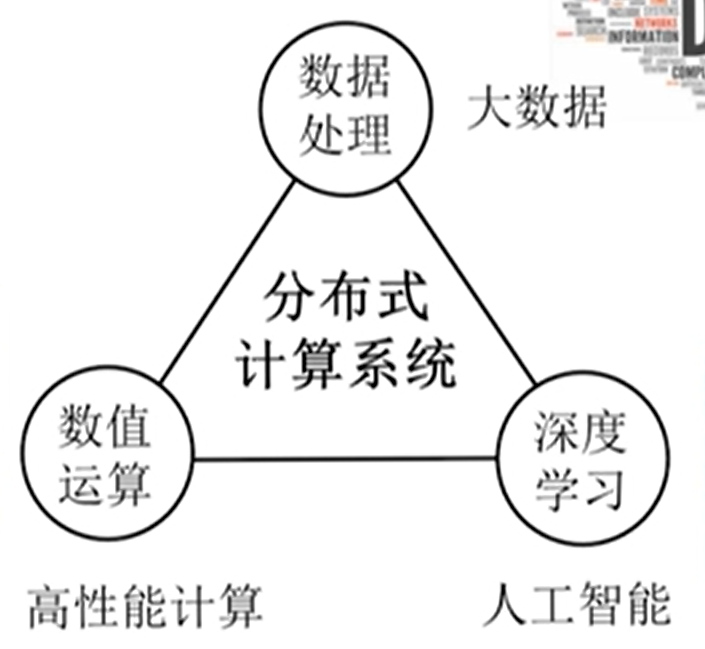 NETWORKS
INFORMATION
数据
处理
大数据
分布式
计算系统
数值
运算
深度
学习
高性能计算
人工智能